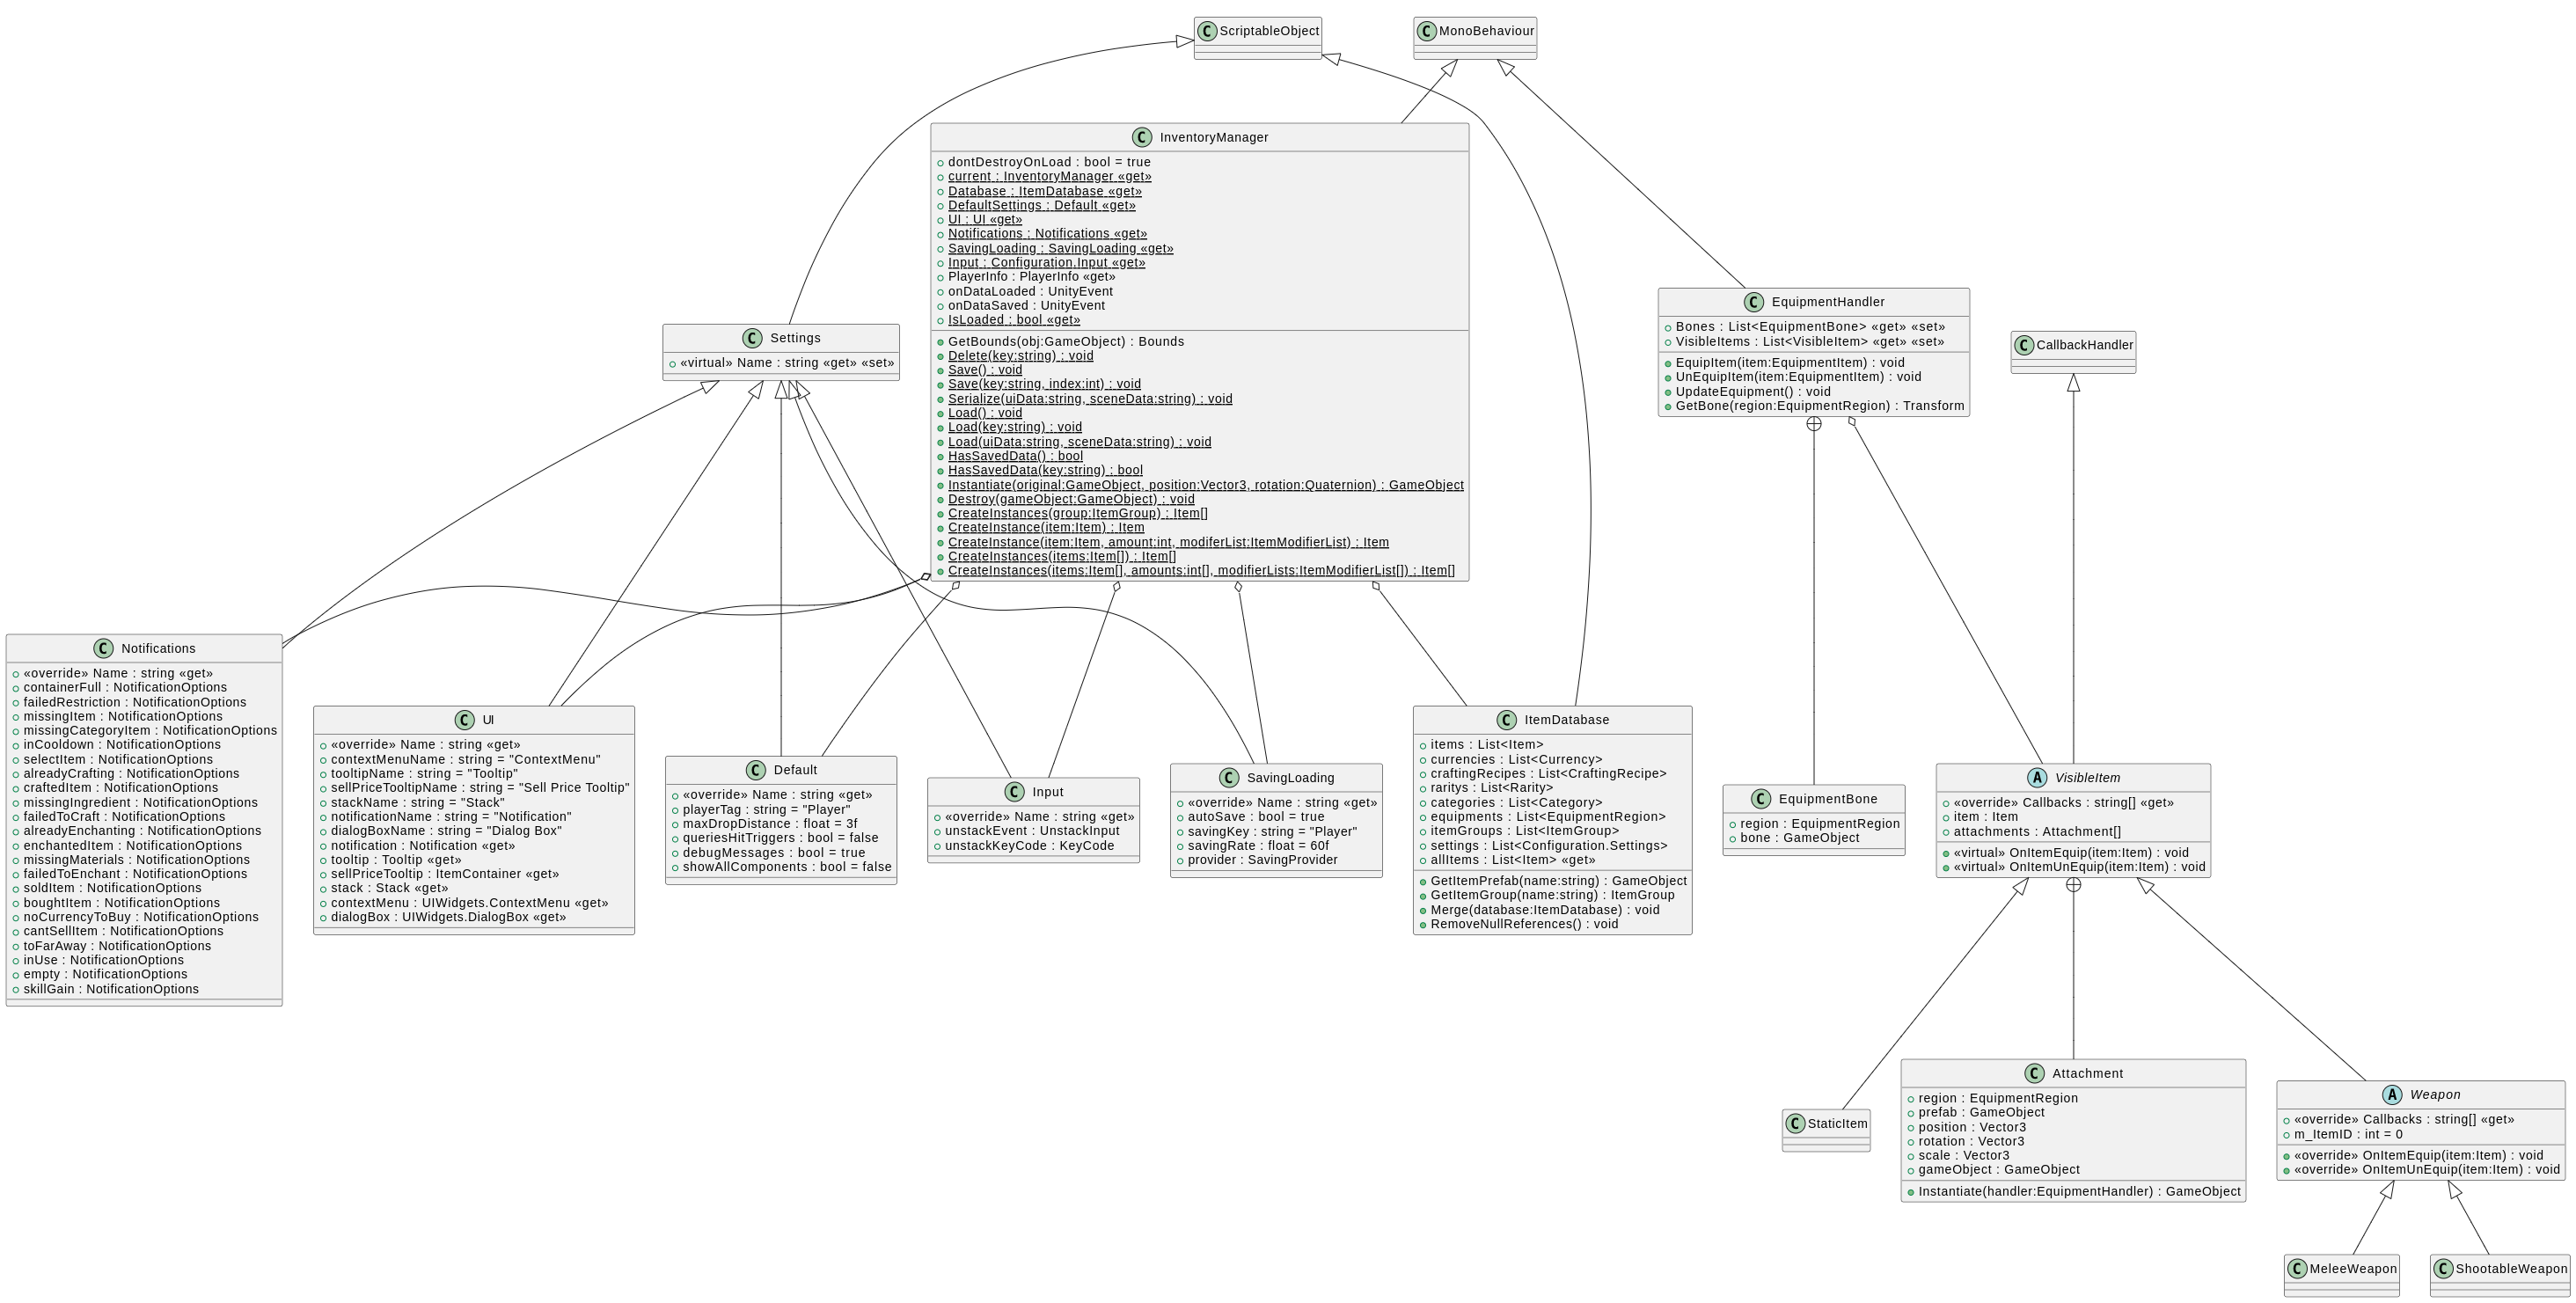 C ScriptableObject
C MonoBehaviour
C InventoryManager
dontDestroyOnLoad : bool = true
current : InventoryManager «get»
Database : ItemDatabase «get»
DefaultSettings : Default «get»
UI : UI «get»
Notifications : Notifications «get»
SavingLoading : SavingLoading «get»
Input : Configuration.Input «get»
PlayerInfo : PlayerInfo «get»
onDataLoaded : UnityEvent
onDataSaved : UnityEvent
IsLoaded : bool «get»
GetBounds(obj:GameObject) : Bounds
Delete(key:string) : void
Save() : void
Save(key:string, index:int) : void
Serialize(uiData:string, sceneData:string) : void
Load() : void
Load(key:string) : void
Load(uiData:string, sceneData:string) : void
HasSavedData() : bool
HasSavedData(key:string) : bool
Instantiate(original:GameObject, position:Vector3, rotation:Quaternion) : GameObject
Destroy(gameObject:GameObject) : void
CreateInstances(group:ItemGroup) : Item[]
CreateInstance(item:Item) : Item
CreateInstance(item:Item, amount:int, modiferList:ItemModifierList) : Item
CreateInstances(items:Item[]) : Item[]
CreateInstances(items:Item[], amounts:int[], modifierLists:ItemModifierList[]) : Item[]
C Settings
«virtual» Name : string «get» «set»
C EquipmentHandler
Bones : List<EquipmentBone> «get» «set»
VisibleItems : List<VisibleItem> «get» «set»
EquipItem(item:EquipmentItem) : void
UnEquipItem(item:EquipmentItem) : void
UpdateEquipment() : void
GetBone(region:EquipmentRegion) : Transform
C CallbackHandler
C Notifications
«override» Name : string «get»
containerFull : NotificationOptions
failedRestriction : NotificationOptions
missingItem : NotificationOptions
missingCategoryItem : NotificationOptions
inCooldown : NotificationOptions
selectItem : NotificationOptions
alreadyCrafting : NotificationOptions
craftedItem : NotificationOptions
missingIngredient : NotificationOptions
failedToCraft : NotificationOptions
alreadyEnchanting : NotificationOptions
enchantedItem : NotificationOptions
missingMaterials : NotificationOptions
failedToEnchant : NotificationOptions
soldItem : NotificationOptions
boughtItem : NotificationOptions
noCurrencyToBuy : NotificationOptions
cantSellItem : NotificationOptions
toFarAway : NotificationOptions
inUse : NotificationOptions
empty : NotificationOptions
skillGain : NotificationOptions
C UI
«override» Name : string «get»
contextMenuName : string = "ContextMenu"
tooltipName : string = "Tooltip"
sellPriceTooltipName : string = "Sell Price Tooltip"
stackName : string = "Stack"
notificationName : string = "Notification"
dialogBoxName : string = "Dialog Box"
notification : Notification «get»
tooltip : Tooltip «get»
sellPriceTooltip : ItemContainer «get»
stack : Stack «get»
contextMenu : UIWidgets.ContextMenu «get»
dialogBox : UIWidgets.DialogBox «get»
C Default
«override» Name : string «get»
playerTag : string = "Player"
maxDropDistance : float = 3f
queriesHitTriggers : bool = false
debugMessages : bool = true
showAllComponents : bool = false
C Input
«override» Name : string «get»
unstackEvent : UnstackInput
unstackKeyCode : KeyCode
C SavingLoading
«override» Name : string «get»
autoSave : bool = true
savingKey : string = "Player"
savingRate : float = 60f
provider : SavingProvider
C ItemDatabase
items : List<Item>
currencies : List<Currency>
craftingRecipes : List<CraftingRecipe>
raritys : List<Rarity>
categories : List<Category>
equipments : List<EquipmentRegion>
itemGroups : List<ItemGroup>
settings : List<Configuration.Settings>
allItems : List<Item> «get»
GetItemPrefab(name:string) : GameObject
GetItemGroup(name:string) : ItemGroup
Merge(database:ItemDatabase) : void
RemoveNullReferences() : void
C EquipmentBone
region : EquipmentRegion
bone : GameObject
A VisibleItem
«override» Callbacks : string[] «get»
item : Item
attachments : Attachment[]
«virtual» OnItemEquip(item:Item) : void
«virtual» OnItemUnEquip(item:Item) : void
C StaticItem
C Attachment
region : EquipmentRegion
prefab : GameObject
position : Vector3
rotation : Vector3
scale : Vector3
gameObject : GameObject
Instantiate(handler:EquipmentHandler) : GameObject
A Weapon
«override» Callbacks : string[] «get»
m_ItemID : int = 0
«override» OnItemEquip(item:Item) : void
«override» OnItemUnEquip(item:Item) : void
C MeleeWeapon
C ShootableWeapon